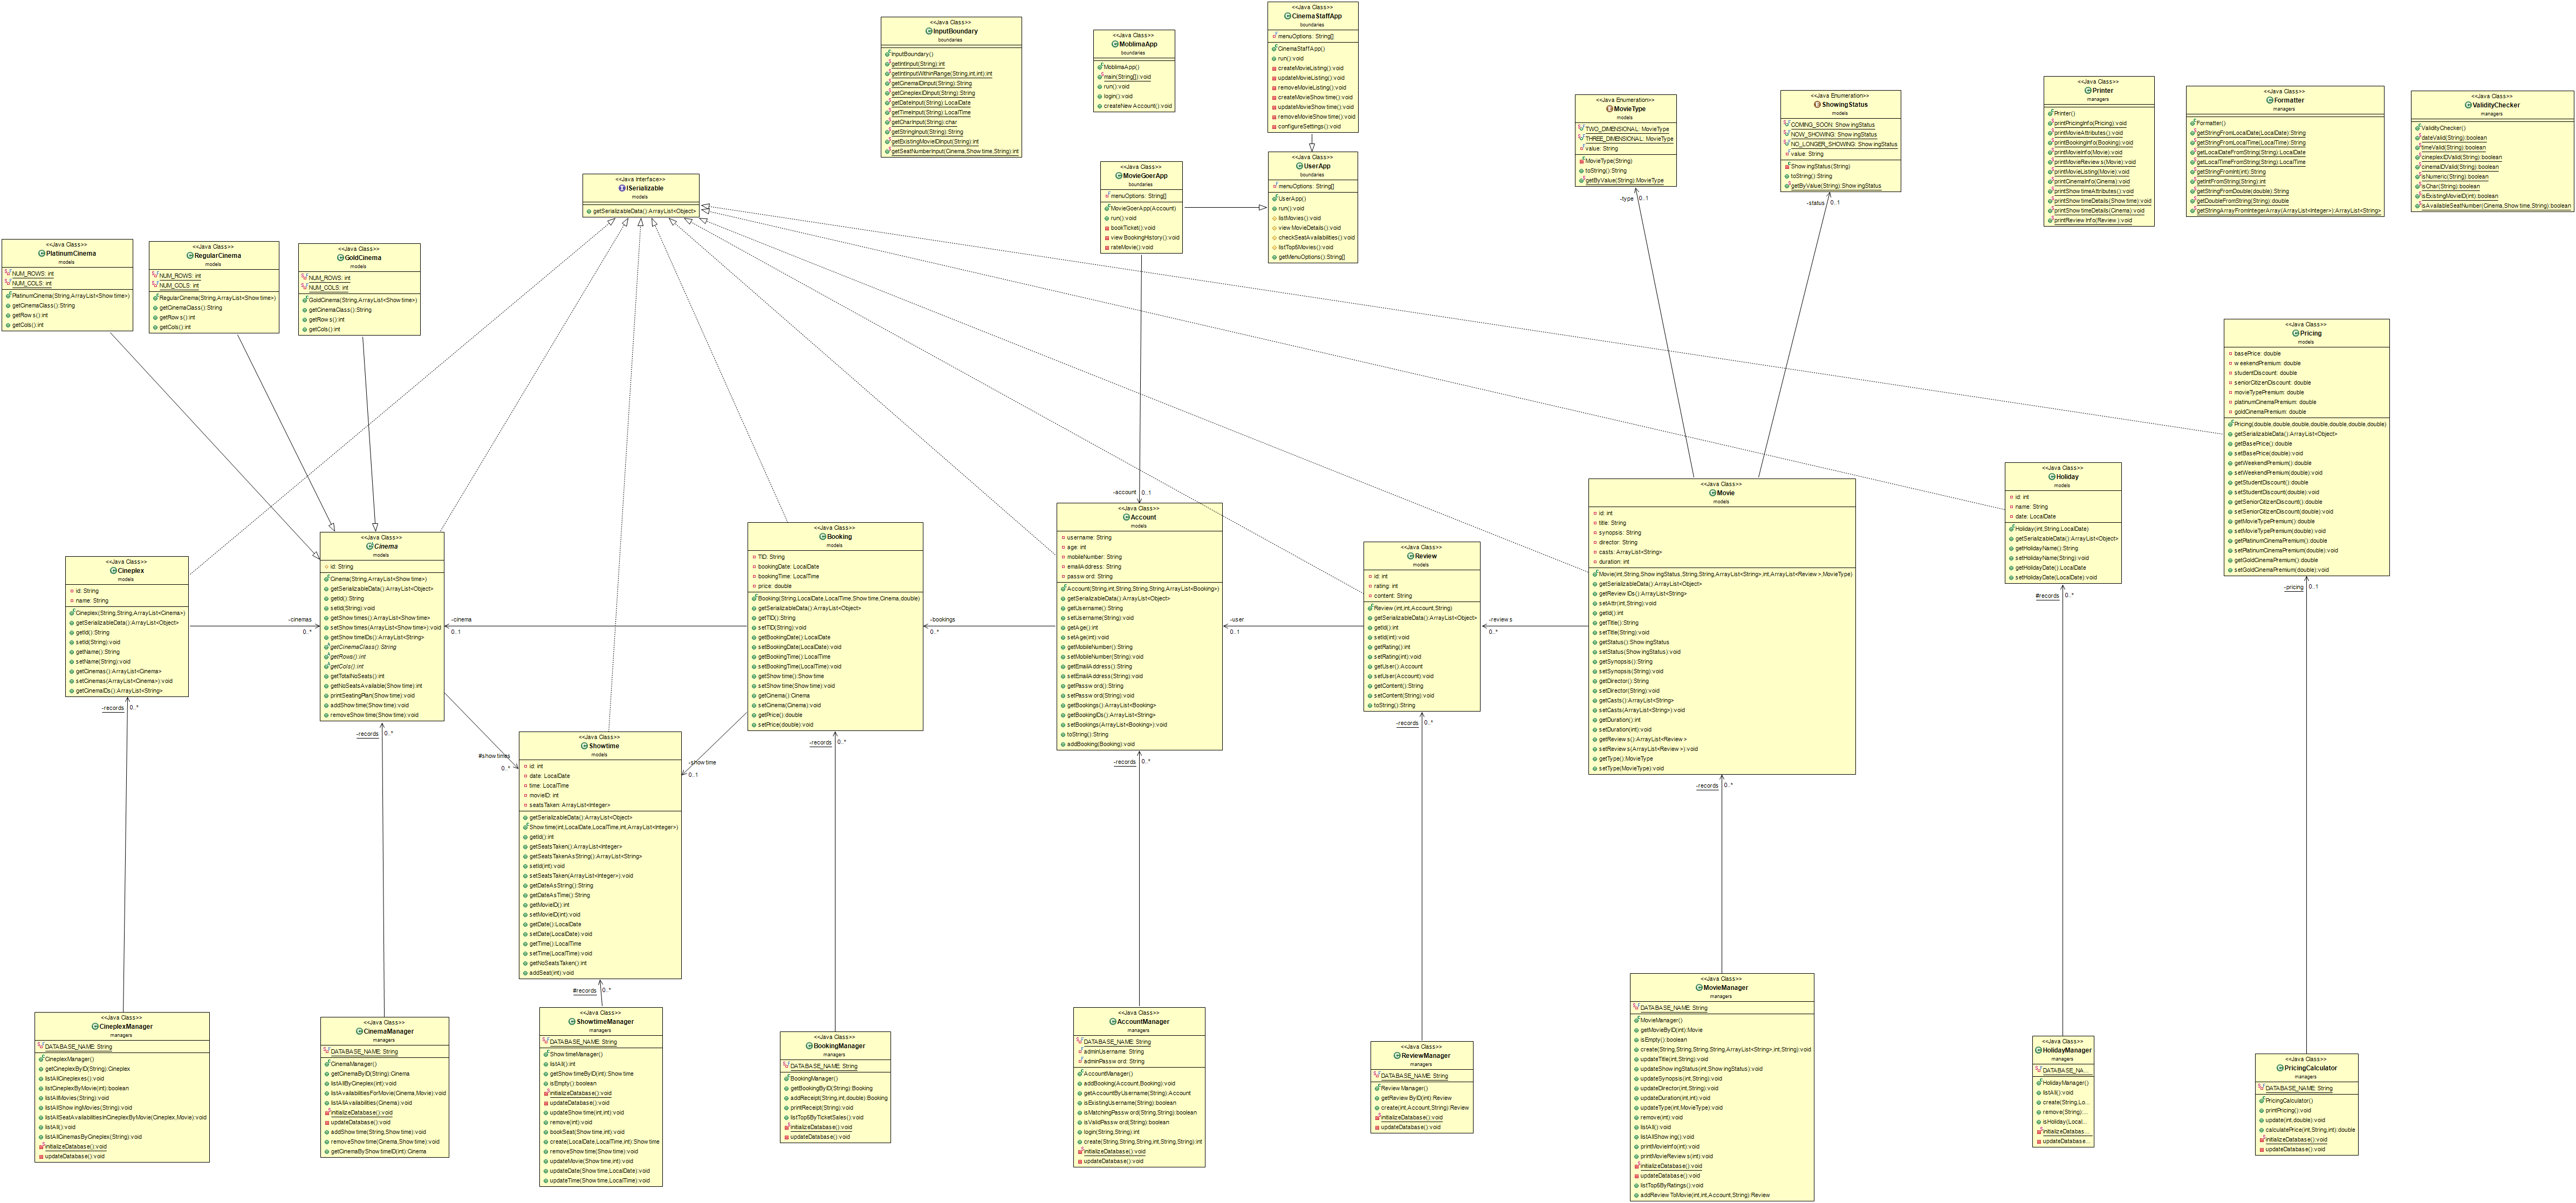 <<Java Class>>
InputBoundary
boundaries
InputBoundary()
getIntInput(String):int
getIntInputWithinRange(String,int,int):int
getCinemaIDInput(String):String
getCineplexIDInput(String):String
getDateInput(String):LocalDate
getTimeInput(String):LocalTime
getCharInput(String):char
getStringInput(String):String
getExistingMovieIDInput(String):int
getSeatNumberInput(Cinema,Showtime,String):int
<<Java Class>>
MoblimaApp
boundaries
MoblimaApp()
main(String[]):void
run():void
login():void
createNewAccount():void
<<Java Class>>
CinemaStaffApp
boundaries
menuOptions: String[]
CinemaStaffApp()
run():void
createMovieListing():void
updateMovieListing():void
removeMovieListing():void
createMovieShowtime():void
updateMovieShowtime():void
removeMovieShowtime():void
configureSettings():void
<<Java Class>>
MovieGoerApp
boundaries
menuOptions: String[]
MovieGoerApp(Account)
run():void
bookTicket():void
viewBookingHistory():void
rateMovie():void
<<Java Class>>
UserApp
boundaries
menuOptions: String[]
UserApp()
run():void
listMovies():void
viewMovieDetails():void
checkSeatAvailabilities():void
listTop5Movies():void
getMenuOptions():String[]
<<Java Enumeration>>
MovieType
models
TWO_DIMENSIONAL: MovieType
THREE_DIMENSIONAL: MovieType
value: String
MovieType(String)
toString():String
getByValue(String):MovieType
-type 0..1
<<Java Enumeration>>
ShowingStatus
models
COMING_SOON: ShowingStatus
NOW_SHOWING: ShowingStatus
NO_LONGER_SHOWING: ShowingStatus
value: String
ShowingStatus(String)
toString():String
getByValue(String):ShowingStatus
-status 0..1
<<Java Class>>
Printer
managers
Printer()
printPricingInfo(Pricing):void
printMovieAttributes():void
printBookingInfo(Booking):void
printMovieInfo(Movie):void
printMovieReviews(Movie):void
printMovieListing(Movie):void
printCinemaInfo(Cinema):void
printShowtimeAttributes():void
printShowtimeDetails(Showtime):void
printShowtimeDetails(Cinema):void
printReviewInfo(Review):void
<<Java Class>>
Formatter
managers
Formatter()
getStringFromLocalDate(LocalDate):String
getStringFromLocalTime(LocalTime):String
getLocalDateFromString(String):LocalDate
getLocalTimeFromString(String):LocalTime
getStringFromInt(int):String
getIntFromString(String):int
getStringFromDouble(double):String
getDoubleFromString(String):double
getStringArrayFromIntegerArray(ArrayList<Integer>):ArrayList<String>
<<Java Class>>
ValidityChecker
managers
ValidityChecker()
dateValid(String):boolean
timeValid(String):boolean
cineplexIDValid(String):boolean
cinemaIDValid(String):boolean
isNumeric(String):boolean
isChar(String):boolean
isExistingMovieID(int):boolean
isAvailableSeatNumber(Cinema,Showtime,String):boolean
<<Java Interface>>
ISerializable
models
getSerializableData():ArrayList<Object>
<<Java Class>>
PlatinumCinema
models
NUM_ROWS: int
NUM_COLS: int
PlatinumCinema(String,ArrayList<Showtime>)
getCinemaClass():String
getRows():int
getCols():int
<<Java Class>>
RegularCinema
models
NUM_ROWS: int
NUM_COLS: int
RegularCinema(String,ArrayList<Showtime>)
getCinemaClass():String
getRows():int
getCols():int
<<Java Class>>
GoldCinema
models
NUM_ROWS: int
NUM_COLS: int
GoldCinema(String,ArrayList<Showtime>)
getCinemaClass():String
getRows():int
getCols():int
<<Java Class>>
Pricing
models
basePrice: double
weekendPremium: double
studentDiscount: double
seniorCitizenDiscount: double
movieTypePremium: double
platinumCinemaPremium: double
goldCinemaPremium: double
Pricing(double,double,double,double,double,double,double)
getSerializableData():ArrayList<Object>
getBasePrice():double
setBasePrice(double):void
getWeekendPremium():double
setWeekendPremium(double):void
getStudentDiscount():double
setStudentDiscount(double):void
getSeniorCitizenDiscount():double
setSeniorCitizenDiscount(double):void
getMovieTypePremium():double
setMovieTypePremium(double):void
getPlatinumCinemaPremium():double
setPlatinumCinemaPremium(double):void
getGoldCinemaPremium():double
setGoldCinemaPremium(double):void
-pricing 0..1
<<Java Class>>
Holiday
models
id: int
name: String
date: LocalDate
Holiday(int,String,LocalDate)
getSerializableData():ArrayList<Object>
getHolidayName():String
setHolidayName(String):void
getHolidayDate():LocalDate
setHolidayDate(LocalDate):void
#records 0..*
<<Java Class>>
Cineplex
models
id: String
name: String
Cineplex(String,String,ArrayList<Cinema>)
getSerializableData():ArrayList<Object>
getId():String
setId(String):void
getName():String
setName(String):void
getCinemas():ArrayList<Cinema>
setCinemas(ArrayList<Cinema>):void
getCinemaIDs():ArrayList<String>
-records 0..*
-cinemas
0..*
<<Java Class>>
Cinema
models
id: String
Cinema(String,ArrayList<Showtime>)
getSerializableData():ArrayList<Object>
getId():String
setId(String):void
getShowtimes():ArrayList<Showtime>
setShowtimes(ArrayList<Showtime>):void
getShowtimeIDs():ArrayList<String>
getCinemaClass():String
getRows():int
getCols():int
getTotalNoSeats():int
getNoSeatsAvailable(Showtime):int
printSeatingPlan(Showtime):void
addShowtime(Showtime):void
removeShowtime(Showtime):void
-records 0..*
-cinema
0..1
#showtimes
0..*
<<Java Class>>
Showtime
models
id: int
date: LocalDate
time: LocalTime
movieID: int
seatsTaken: ArrayList<Integer>
getSerializableData():ArrayList<Object>
Showtime(int,LocalDate,LocalTime,int,ArrayList<Integer>)
getId():int
getSeatsTaken():ArrayList<Integer>
getSeatsTakenAsString():ArrayList<String>
setId(int):void
setSeatsTaken(ArrayList<Integer>):void
getDateAsString():String
getDateAsTime():String
getMovieID():int
setMovieID(int):void
getDate():LocalDate
setDate(LocalDate):void
getTime():LocalTime
setTime(LocalTime):void
getNoSeatsTaken():int
addSeat(int):void
#records 0..*
-showtime
0..1
<<Java Class>>
Booking
models
TID: String
bookingDate: LocalDate
bookingTime: LocalTime
price: double
Booking(String,LocalDate,LocalTime,Showtime,Cinema,double)
getSerializableData():ArrayList<Object>
getTID():String
setTID(String):void
getBookingDate():LocalDate
setBookingDate(LocalDate):void
getBookingTime():LocalTime
setBookingTime(LocalTime):void
getShowtime():Showtime
setShowtime(Showtime):void
getCinema():Cinema
setCinema(Cinema):void
getPrice():double
setPrice(double):void
-records 0..*
-bookings
0..*
-account 0..1
<<Java Class>>
Account
models
username: String
age: int
mobileNumber: String
emailAddress: String
password: String
Account(String,int,String,String,String,ArrayList<Booking>)
getSerializableData():ArrayList<Object>
getUsername():String
setUsername(String):void
getAge():int
setAge(int):void
getMobileNumber():String
setMobileNumber(String):void
getEmailAddress():String
setEmailAddress(String):void
getPassword():String
setPassword(String):void
getBookings():ArrayList<Booking>
getBookingIDs():ArrayList<String>
setBookings(ArrayList<Booking>):void
toString():String
addBooking(Booking):void
-records 0..*
-user
0..1
<<Java Class>>
Review
models
id: int
rating: int
content: String
Review(int,int,Account,String)
getSerializableData():ArrayList<Object>
getId():int
setId(int):void
getRating():int
setRating(int):void
getUser():Account
setUser(Account):void
getContent():String
setContent(String):void
toString():String
-records 0..*
-reviews
0..*
<<Java Class>>
Movie
models
id: int
title: String
synopsis: String
director: String
casts: ArrayList<String>
duration: int
Movie(int,String,ShowingStatus,String,String,ArrayList<String>,int,ArrayList<Review>,MovieType)
getSerializableData():ArrayList<Object>
getReviewIDs():ArrayList<String>
setAttr(int,String):void
getId():int
getTitle():String
setTitle(String):void
getStatus():ShowingStatus
setStatus(ShowingStatus):void
getSynopsis():String
setSynopsis(String):void
getDirector():String
setDirector(String):void
getCasts():ArrayList<String>
setCasts(ArrayList<String>):void
getDuration():int
setDuration(int):void
getReviews():ArrayList<Review>
setReviews(ArrayList<Review>):void
getType():MovieType
setType(MovieType):void
-records 0..*
<<Java Class>>
CineplexManager
managers
DATABASE_NAME: String
CineplexManager()
getCineplexByID(String):Cineplex
listAllCineplexes():void
listCineplexByMovie(int):boolean
listAllMovies(String):void
listAllShowingMovies(String):void
listAllSeatAvailabilitiesInCineplexByMovie(Cineplex,Movie):void
listAll():void
listAllCinemasByCineplex(String):void
initializeDatabase():void
updateDatabase():void
<<Java Class>>
CinemaManager
managers
DATABASE_NAME: String
CinemaManager()
getCinemaByID(String):Cinema
listAllByCineplex(int):void
listAvailabilitiesForMovie(Cinema,Movie):void
listAllAvailabilities(Cinema):void
initializeDatabase():void
updateDatabase():void
addShowtime(String,Showtime):void
removeShowtime(Cinema,Showtime):void
getCinemaByShowtimeID(int):Cinema
<<Java Class>>
ShowtimeManager
managers
DATABASE_NAME: String
ShowtimeManager()
listAll():int
getShowtimeByID(int):Showtime
isEmpty():boolean
initializeDatabase():void
updateDatabase():void
updateShowtime(int,int):void
remove(int):void
bookSeat(Showtime,int):void
create(LocalDate,LocalTime,int):Showtime
removeShowtime(Showtime):void
updateMovie(Showtime,int):void
updateDate(Showtime,LocalDate):void
updateTime(Showtime,LocalTime):void
<<Java Class>>
BookingManager
managers
DATABASE_NAME: String
BookingManager()
getBookingByID(String):Booking
addReceipt(String,int,double):Booking
printReceipt(String):void
listTop5ByTicketSales():void
initializeDatabase():void
updateDatabase():void
<<Java Class>>
AccountManager
managers
DATABASE_NAME: String
adminUsername: String
adminPassword: String
AccountManager()
addBooking(Account,Booking):void
getAccountByUsername(String):Account
isExistingUsername(String):boolean
isMatchingPassword(String,String):boolean
isValidPassword(String):boolean
login(String,String):int
create(String,String,String,int,String,String):int
initializeDatabase():void
updateDatabase():void
<<Java Class>>
ReviewManager
managers
DATABASE_NAME: String
ReviewManager()
getReviewByID(int):Review
create(int,Account,String):Review
initializeDatabase():void
updateDatabase():void
<<Java Class>>
MovieManager
managers
DATABASE_NAME: String
MovieManager()
getMovieByID(int):Movie
isEmpty():boolean
create(String,String,String,String,ArrayList<String>,int,String):void
updateTitle(int,String):void
updateShowingStatus(int,ShowingStatus):void
updateSynopsis(int,String):void
updateDirector(int,String):void
updateDuration(int,int):void
updateType(int,MovieType):void
remove(int):void
listAll():void
listAllShowing():void
printMovieInfo(int):void
printMovieReviews(int):void
initializeDatabase():void
updateDatabase():void
listTop5ByRatings():void
addReviewToMovie(int,int,Account,String):Review
<<Java Class>>
HolidayManager
managers
DATABASE_NA...
HolidayManager()
listAll():void
create(String,Lo...
remove(String):...
isHoliday(Local...
initializeDatabas...
updateDatabase...
<<Java Class>>
PricingCalculator
managers
DATABASE_NAME: String
PricingCalculator()
printPricing():void
update(int,double):void
calculatePrice(int,String,int):double
initializeDatabase():void
updateDatabase():void